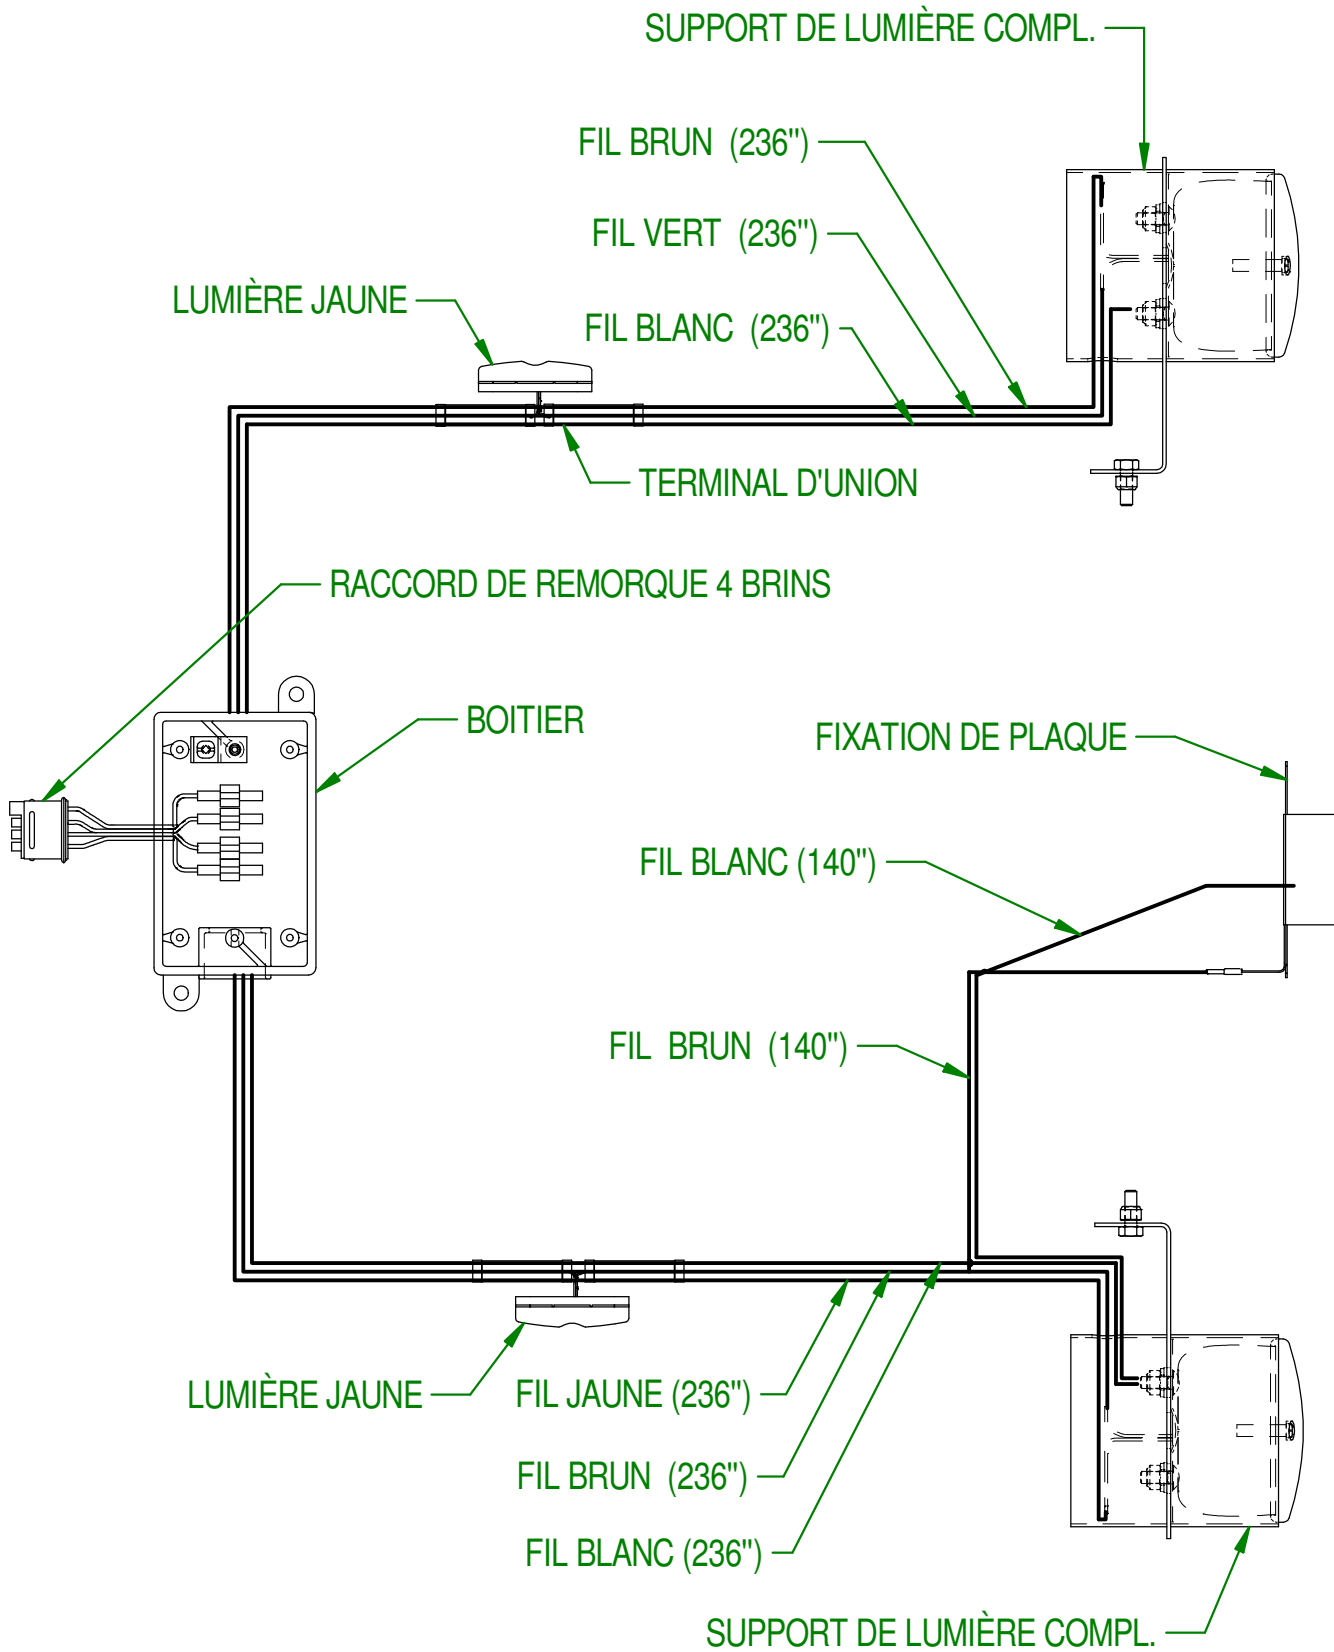 SUPPORT DE LUMIÈRE COMPL.
FIL BRUN (236")
FIL VERT (236")
LUMIÈRE JAUNE
FIL BLANC (236")
TERMINAL D'UNION
RACCORD DE REMORQUE 4 BRINS
BOITIER
FIXATION DE PLAQUE
FIL BLANC (140")
FIL BRUN (140")
LUMIÈRE JAUNE
FIL JAUNE (236")
FIL BRUN (236")
FIL BLANC (236")
SUPPORT DE LUMIÈRE COMPL.